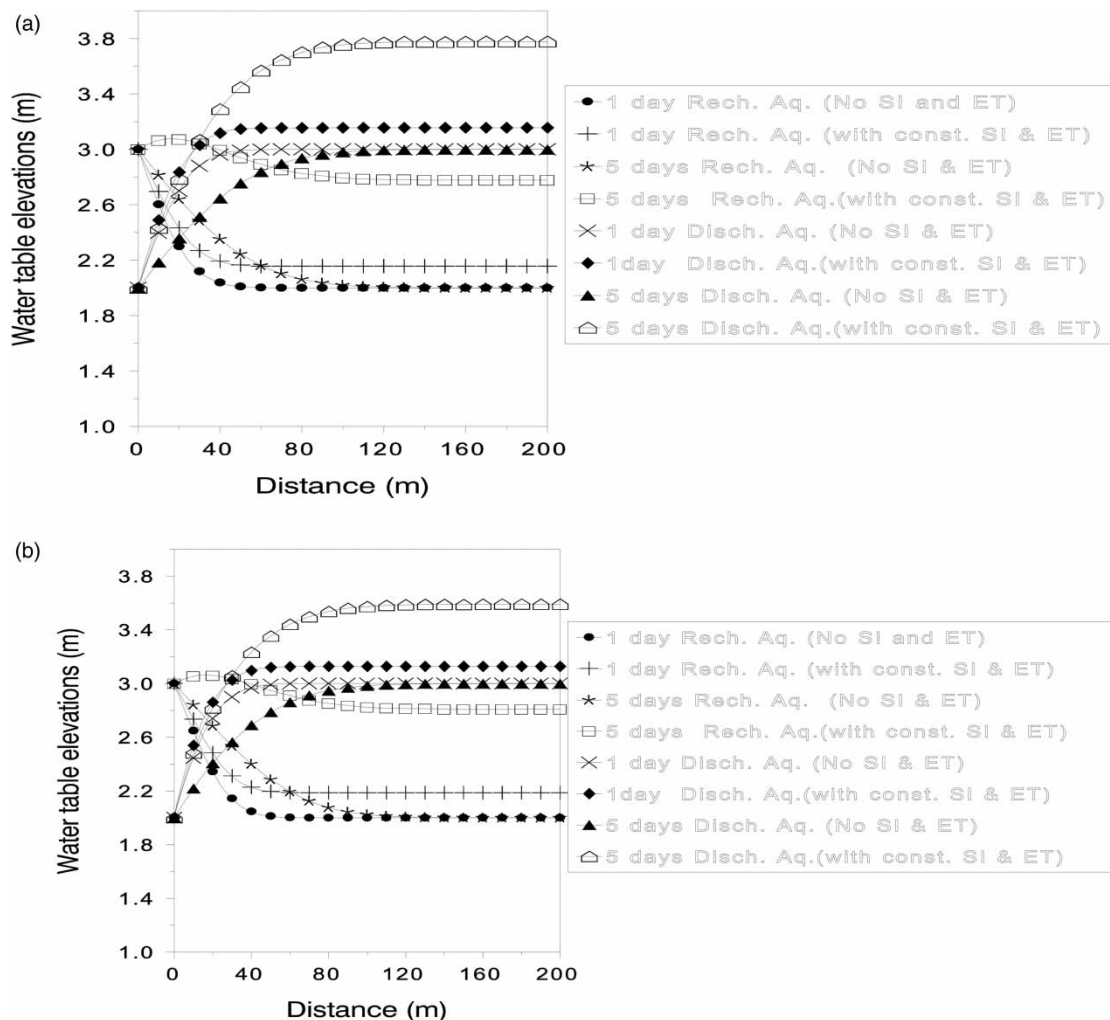 (a)
Water table elevations (m)
3.8
3.4
3.0
2.6
2.2
1.8
1.4
1.0
0 40 80 120 160 200
Distance (m)
1 day Rech. Aq. (No SI and ET)
1 day Rech. Aq. (with const. SI & ET)
5 days Rech. Aq. (No SI & ET)
5 days Rech. Aq.(with const. SI & ET)
1 day Disch. Aq. (No SI & ET)
1day Disch. Aq.(with const. SI & ET)
5 days Disch. Aq. (No SI & ET)
5 days Disch. Aq.(with const. SI & ET)
(b)
Water table elevations (m)
3.8
3.4
3.0
2.6
2.2
1.8
1.4
1.0
0 40 80 120 160 200
Distance (m)
1 day Rech. Aq. (No SI and ET)
1 day Rech. Aq. (with const. SI & ET)
5 days Rech. Aq. (No SI & ET)
5 days Rech. Aq.(with const. SI & ET)
1 day Disch. Aq. (No SI & ET)
1day Disch. Aq.(with const. SI & ET)
5 days Disch. Aq. (No SI & ET)
5 days Disch. Aq.(with const. SI & ET)